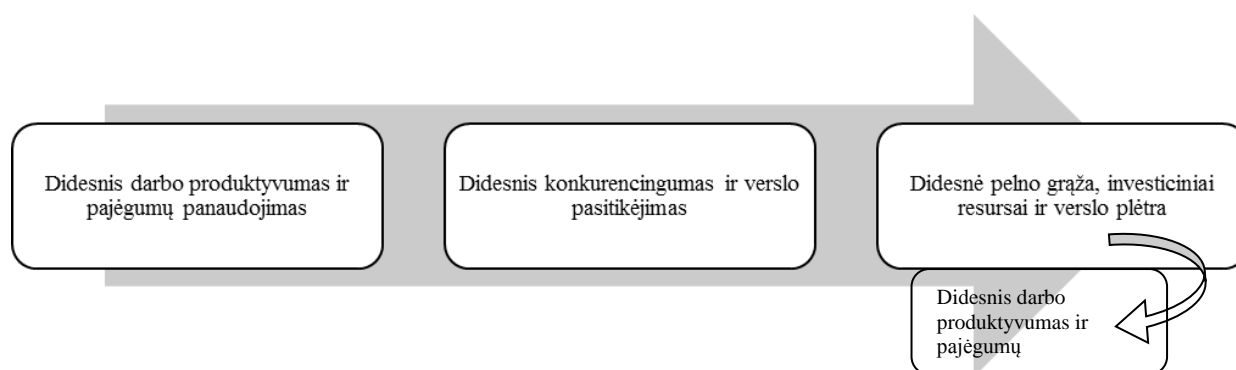 Didesnis darbo produktyvumas ir
pajėgumų panaudojimas
Didesnis konkurencingumas ir verslo
pasitikėjimas
Didesnė pelno grąža, investiciniai
resursai ir verslo plėtra
Didesnis darbo
produktyvumas ir
pajėgumų